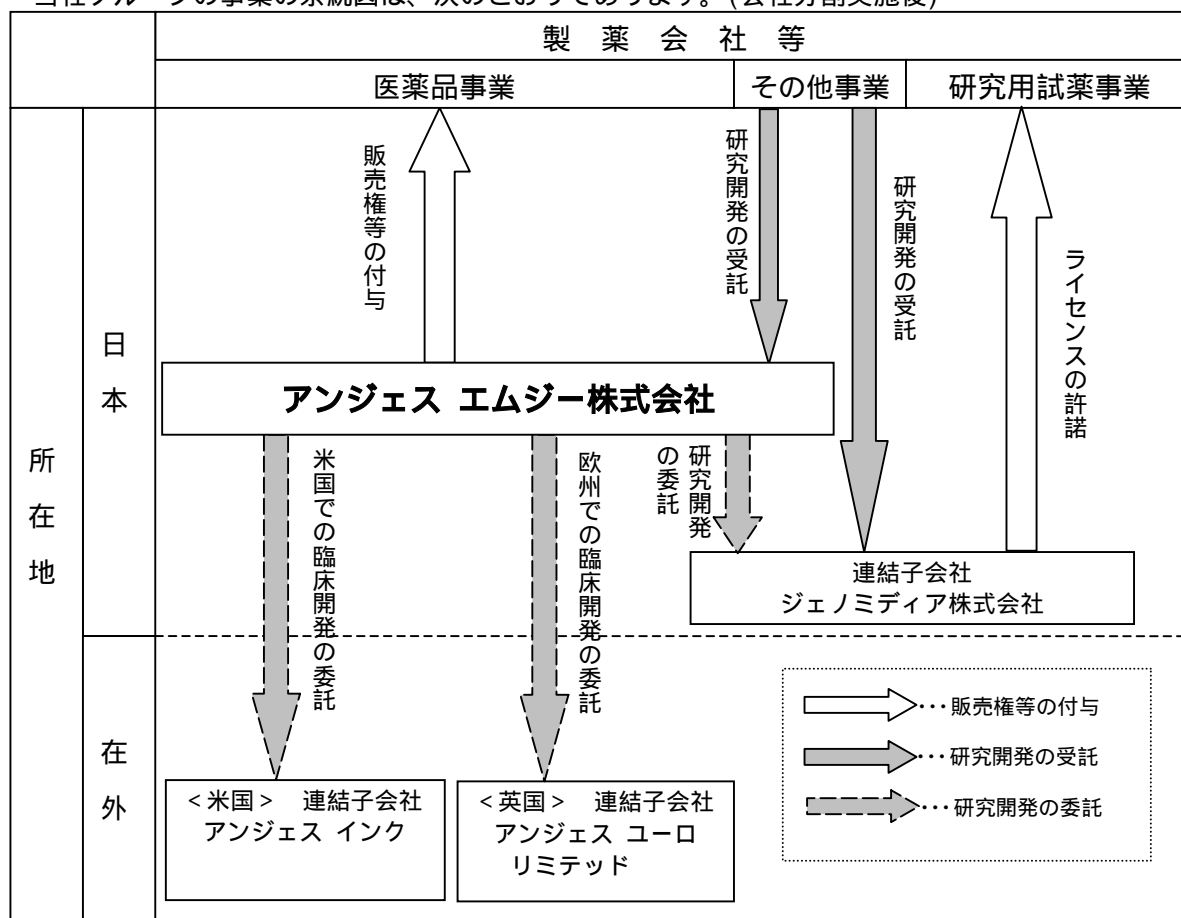 当社グループの事業の系統図は、次のとおりであります。(会社分割実施後)
製 薬 会 社 等
医薬品事業
その他事業
研究用試薬事業
所在地
日本
在外
販売権等の付与
研究開発の受託
研究開発の受託
ライセンスの許諾
アンジェス エムジー株式会社
米国での臨床開発の委託
欧州での臨床開発の委託
研究開発
の委託
連結子会社
ジェノミディア株式会社
<米国> 連結子会社
アンジェス インク
<英国> 連結子会社
アンジェス ユーロ
リミテッド
・・・販売権等の付与
・・・研究開発の受託
・・・研究開発の委託